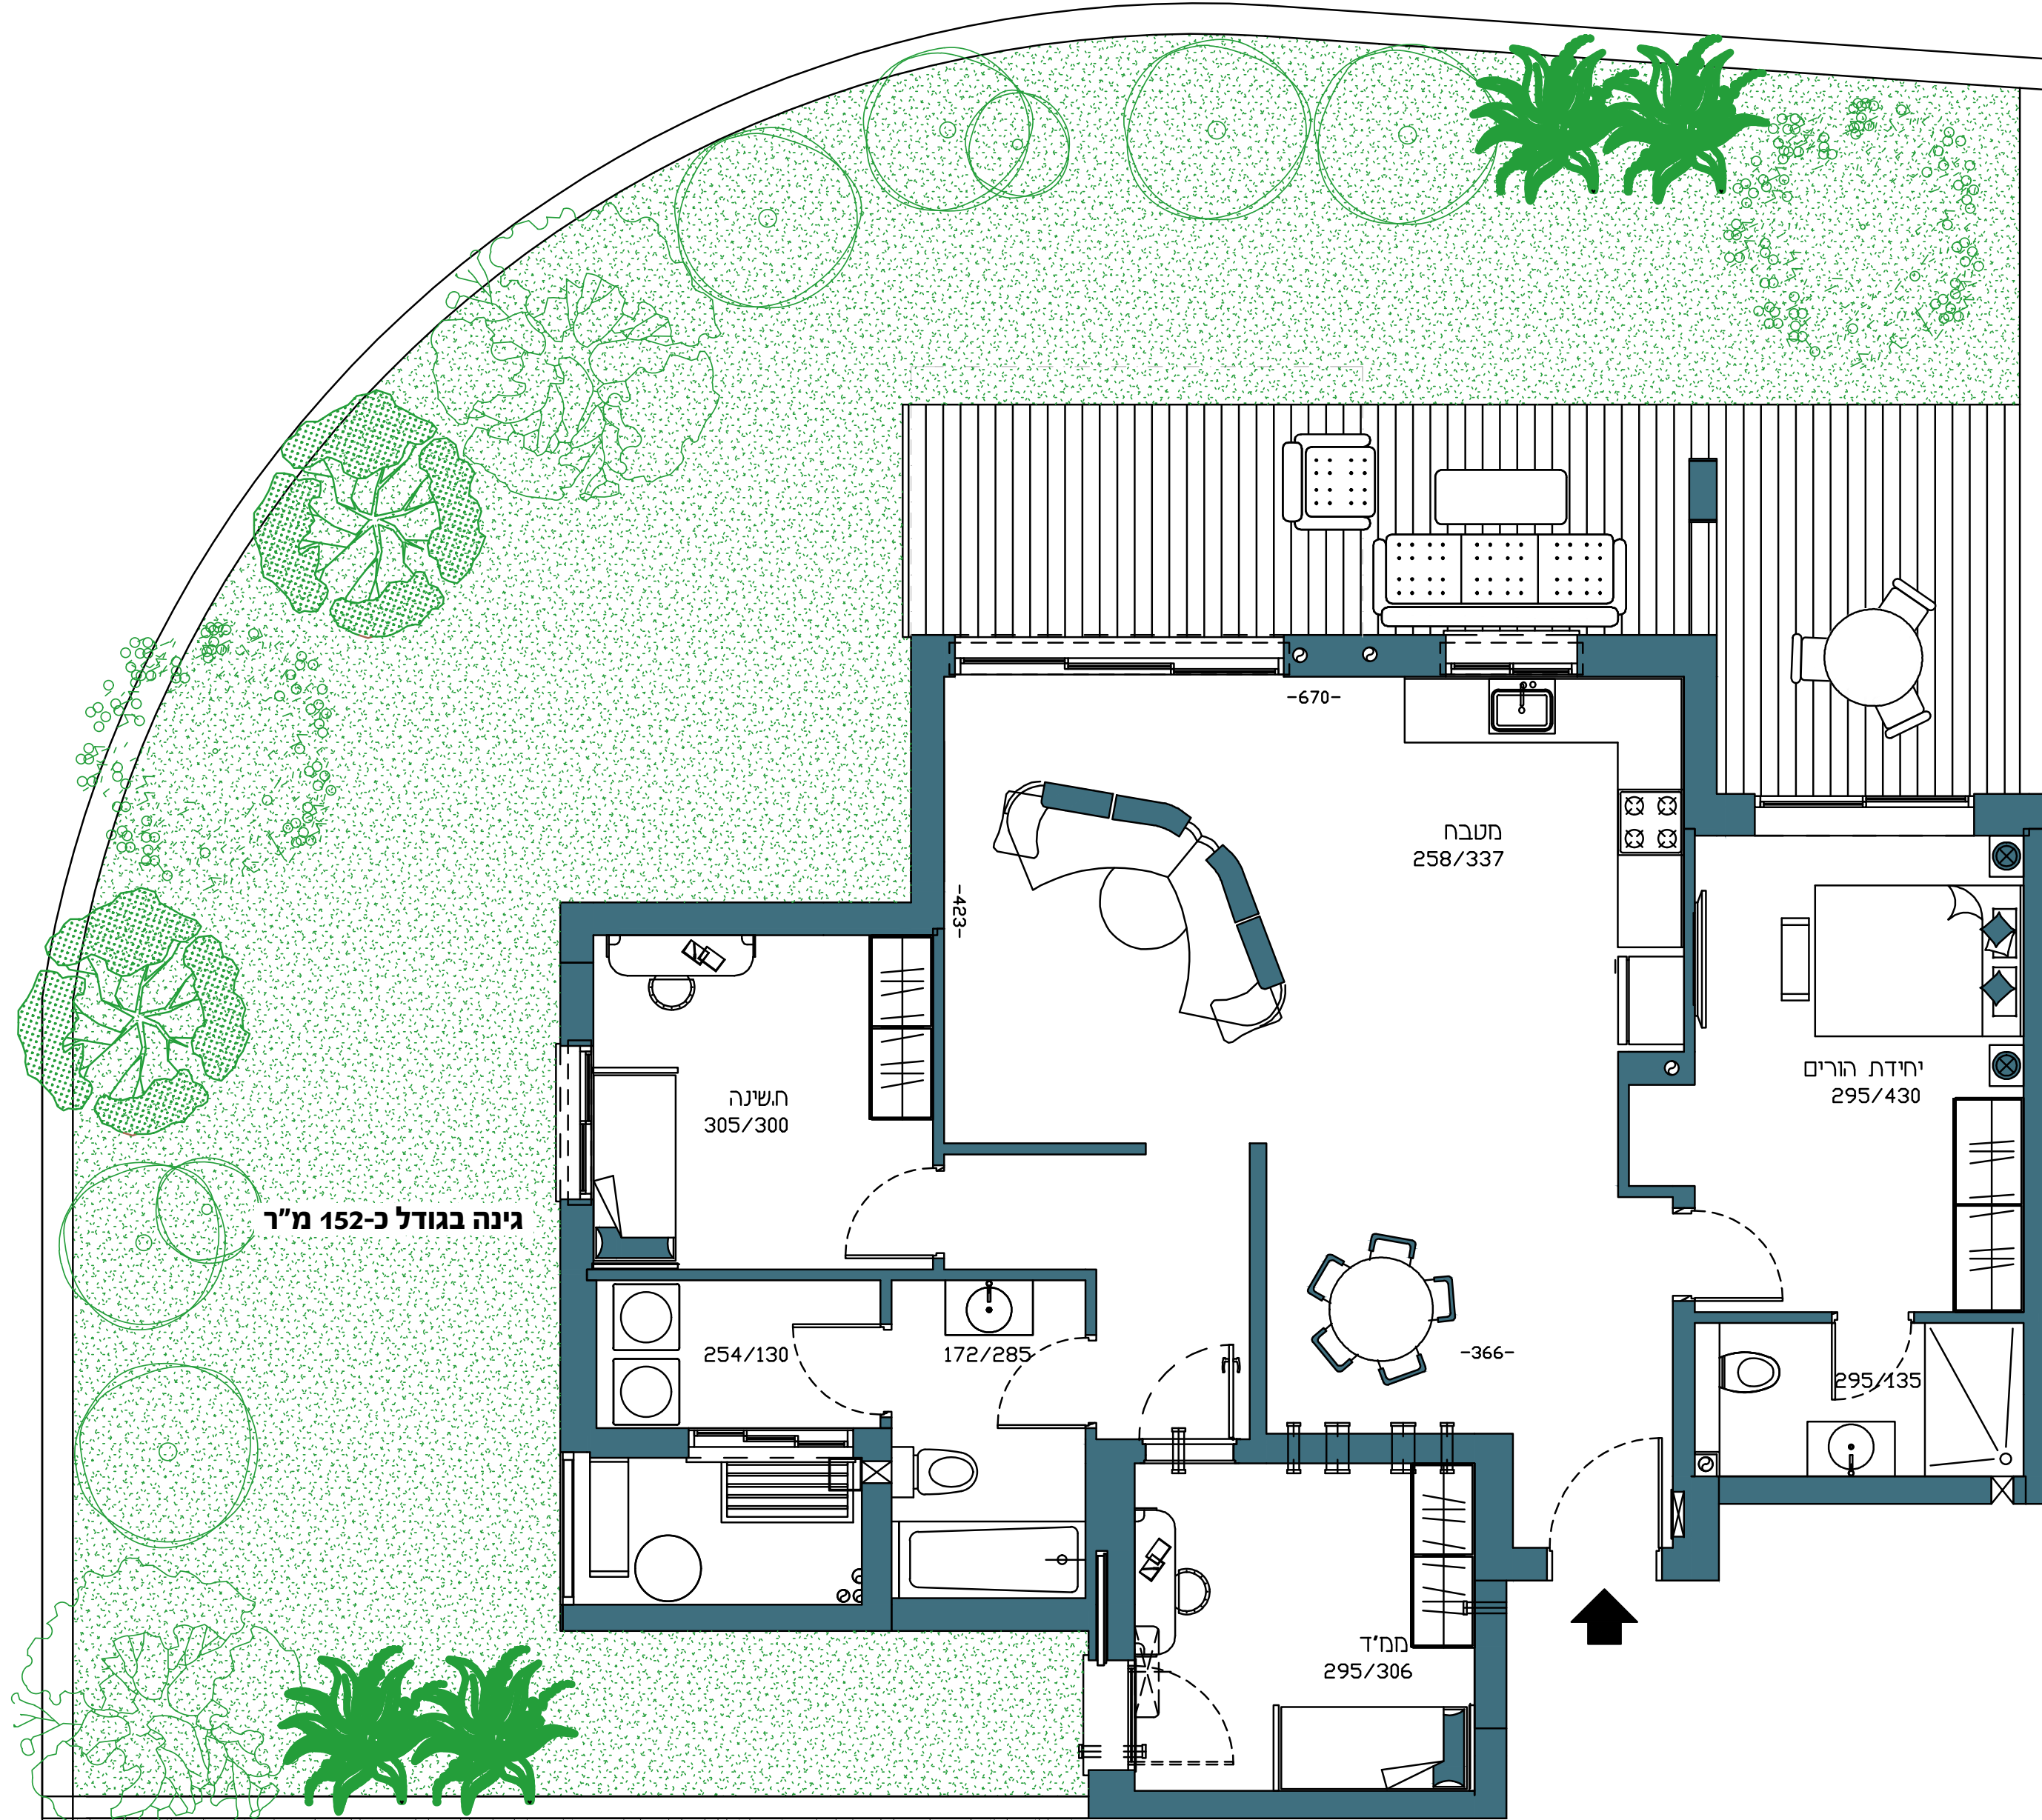 -670-
מטבח
258/337
-423-
יחידת הורים
295/430
ח.שינה
305/300
גינה בגודל כ-152 מ"ר
254/130
172/285
-366-
295/135
ממ'ד
295/306